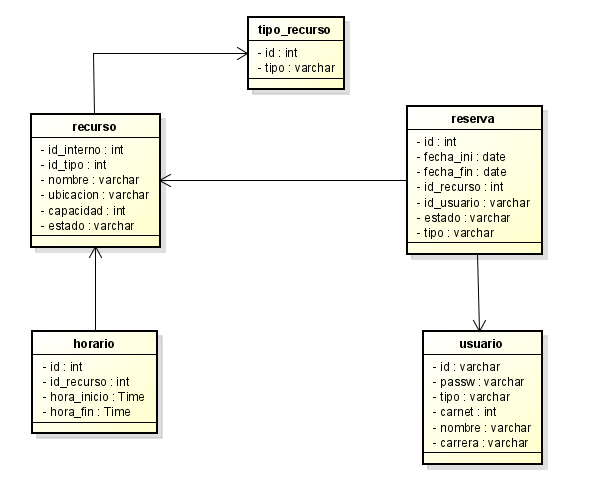 tipo_recurso
- id : int
- tipo : varchar
recurso
- id_interno : int
- id_tipo : int
- nombre : varchar
- ubicacion : varchar
- capacidad : int
- estado : varchar
reserva
- id : int
- fecha_ini : date
- fecha_fin : date
- id_recurso : int
- id_usuario : varchar
- estado : varchar
- tipo : varchar
horario
- id : int
- id_recurso : int
- hora_inicio : Time
- hora_fin : Time
usuario
- id : varchar
- passw : varchar
- tipo : varchar
- carnet : int
- nombre : varchar
- carrera : varchar